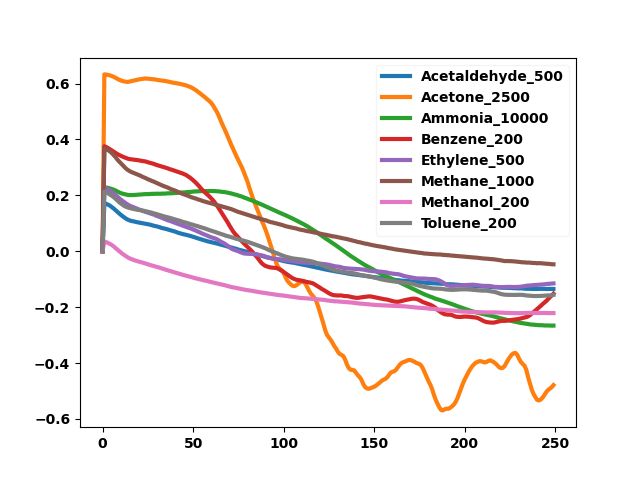 0.6
0.4
0.2
0.0
−0.2
−0.4
−0.6
0 50 100 150 200 250
Acetaldehyde_500
Acetone_2500
Ammonia_10000
Benzene_200
Ethylene_500
Methane_1000
Methanol_200
Toluene_200